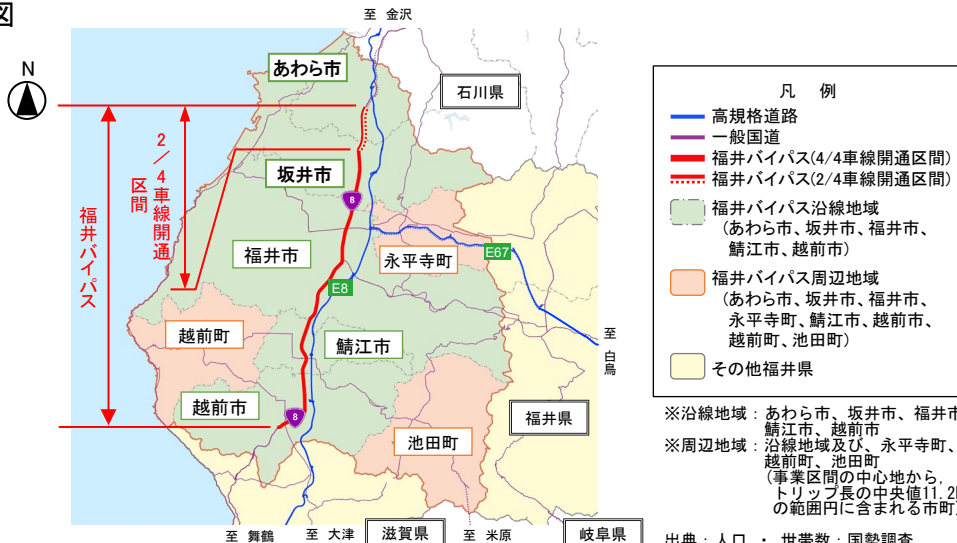 図
至 金沢
N
あわら市
石川県
2/4車線開通
区間
福井バイパス
坂井市
8
福井市
永平寺町
E67
E8
越前町
鯖江市
至 白鳥
越前市
8
池田町
福井県
至 舞鶴
至 大津
滋賀県
至 米原
岐阜県
凡 例
高規格道路
一般国道
福井バイパス(4/4車線開通区間)
福井バイパス(2/4車線開通区間)
福井バイパス沿線地域
(あわら市、坂井市、福井市、
鯖江市、越前市)
福井バイパス周辺地域
(あわら市、坂井市、福井市、
永平寺町、鯖江市、越前市、
越前町、池田町)
その他福井県
※沿線地域:あわら市、坂井市、福井市
鯖江市、越前市
※周辺地域:沿線地域及び、永平寺町、
越前町、池田町
(事業区間の中心地から,
トリップ長の中央値11.2
の範囲円に含まれる市町
出典:人口・世帯数:国勢調査